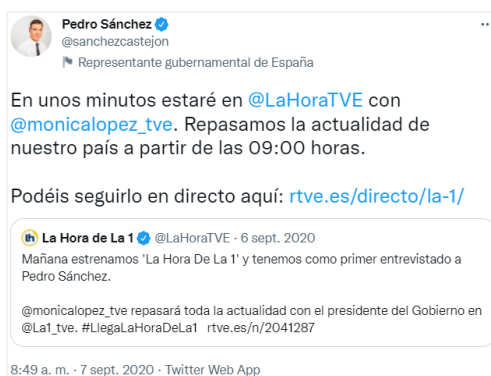 Pedro Sánchez
@sanchezcastejon
Representante gubernamental de España
En unos minutos estaré en @LaHoraTVE con
@monicalopez_tve. Repasamos la actualidad de
nuestro país a partir de las 09:00 horas.
Podéis seguirlo en directo aquí: rtve.es/directo/la-1/
lh La Hora de La 1 @LaHoraTVE · 6 sept. 2020
Mañana estrenamos 'La Hora De La 1' y tenemos como primer entrevistado a
Pedro Sánchez.
@monicalopez_tve repasará toda la actualidad con el presidente del Gobierno en
@La1_tve. #LlegaLaHoraDeLa1 rtve.es/n/2041287
8:49 a. m. · 7 sept. 2020 · Twitter Web App